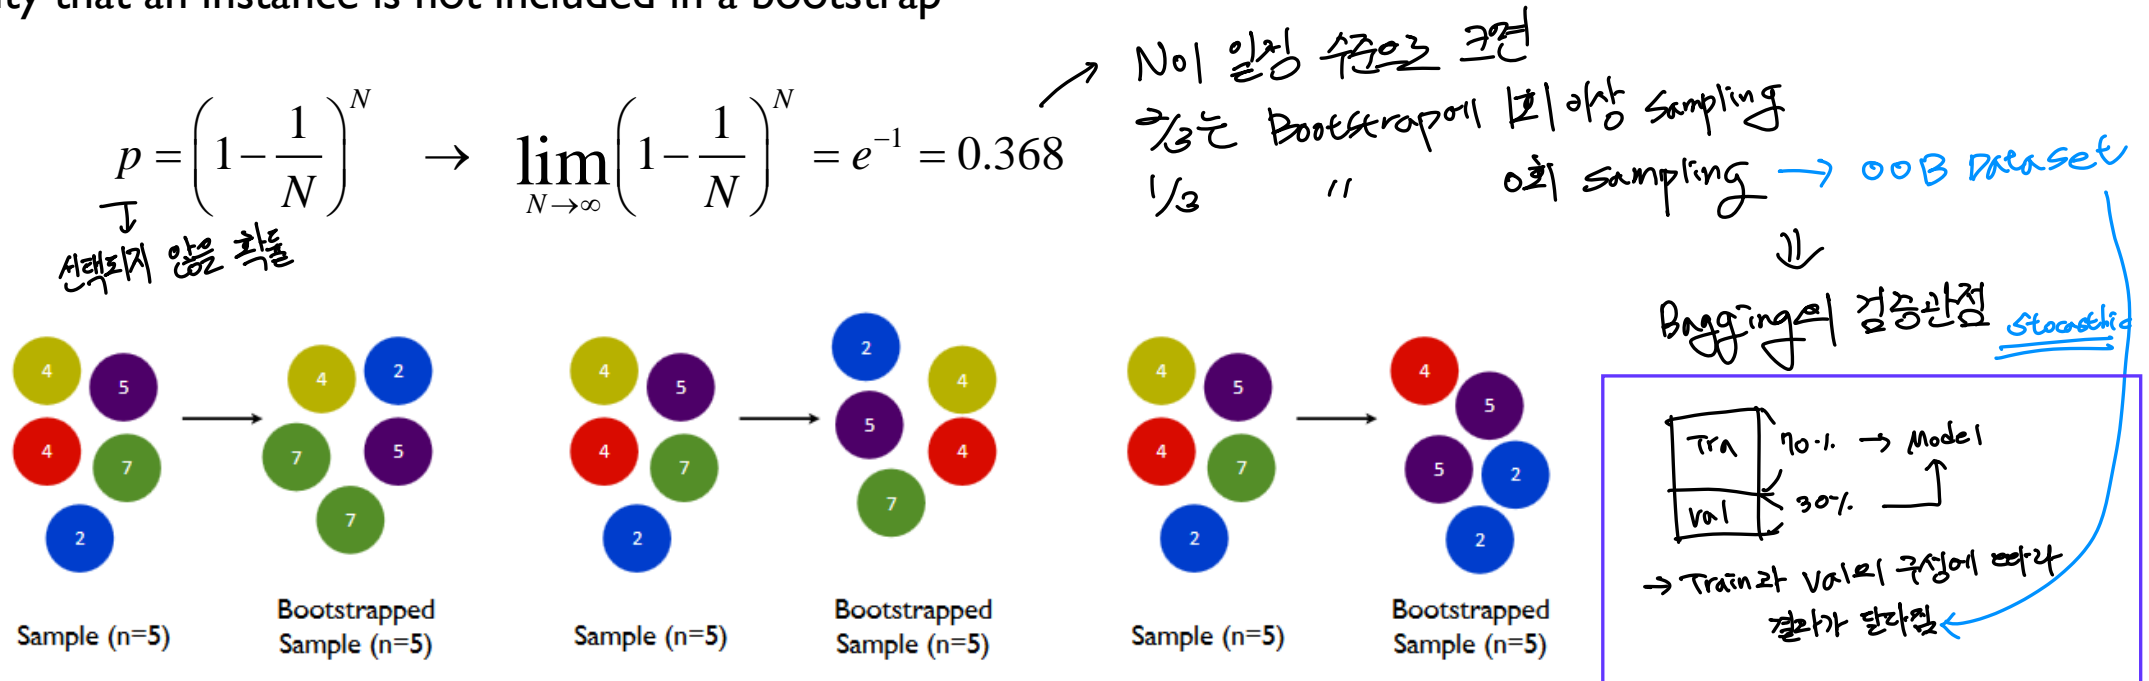 ity that an instance is not included in a bootstrap
p = (1 − 1/N)^N → lim N→∞ (1 − 1/N)^N = e^−1 = 0.368
선택되지 않을 확률
N이 일정 수준으로 크면
2/3는 Bootstrap에 1회 이상 Sampling
1/3 〃 0회 Sampling → OOB Dataset
⇓
Bagging의 검증관점
Stocasthic
4 5 4 7 2
4 2 7 5 7
4 5 4 7 2
2 4 5 4 7
4 5 4 7 2
4 5 5 2 2
Sample (n=5)
Bootstrapped
Sample (n=5)
Sample (n=5)
Bootstrapped
Sample (n=5)
Sample (n=5)
Bootstrapped
Sample (n=5)
Tra 70% → Model
Val 30%
→ Train과 Val의 구성에 따라
결과가 달라짐